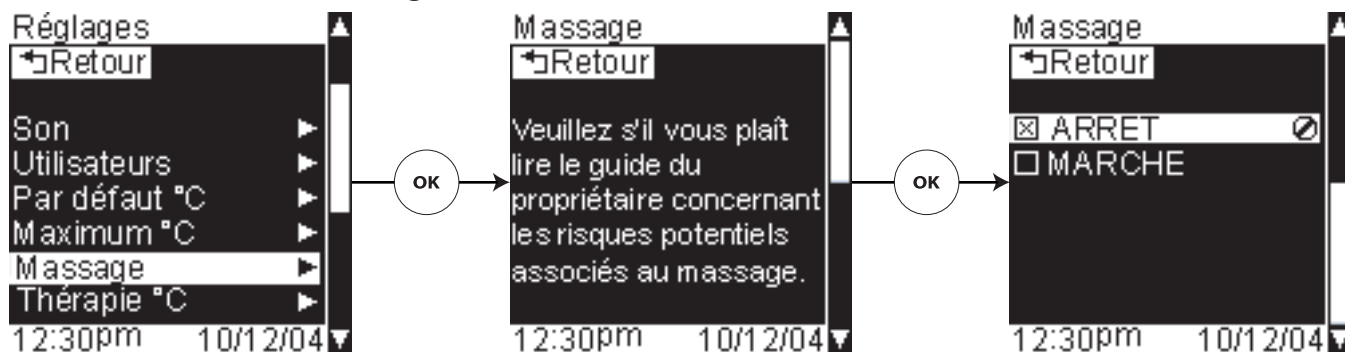 Réglages
Retour
Son
Utilisateurs
Par défaut °C
Maximum °C
Massage
Thérapie °C
12:30pm 10/12/04
OK
Massage
Retour
Veuillez s'il vous plaît
lire le guide du
propriétaire concernant
les risques potentiels
associés au massage.
12:30pm 10/12/04
OK
Massage
Retour
ARRET
MARCHE
12:30pm 10/12/04